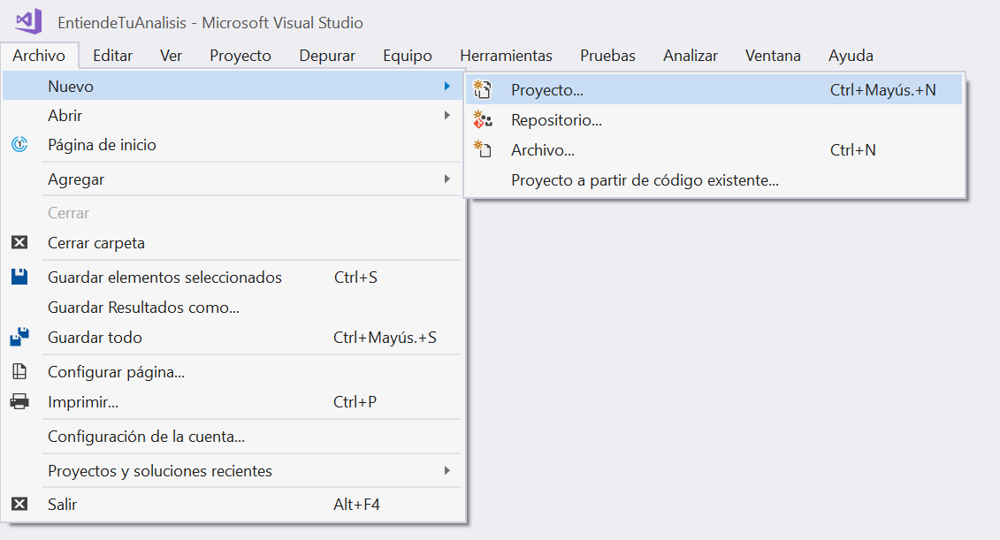 EntiendeTuAnalisis - Microsoft Visual Studio
Archivo Editar Ver Proyecto Depurar Equipo Herramientas Pruebas Analizar Ventana Ayuda
Nuevo
Abrir
Página de inicio
Agregar
Cerrar
Cerrar carpeta
Guardar elementos seleccionados Ctrl+S
Guardar Resultados como...
Guardar todo Ctrl+Mayús.+S
Configurar página...
Imprimir... Ctrl+P
Configuración de la cuenta...
Proyectos y soluciones recientes
Salir Alt+F4
Proyecto... Ctrl+Mayús.+N
Repositorio...
Archivo... Ctrl+N
Proyecto a partir de código existente...